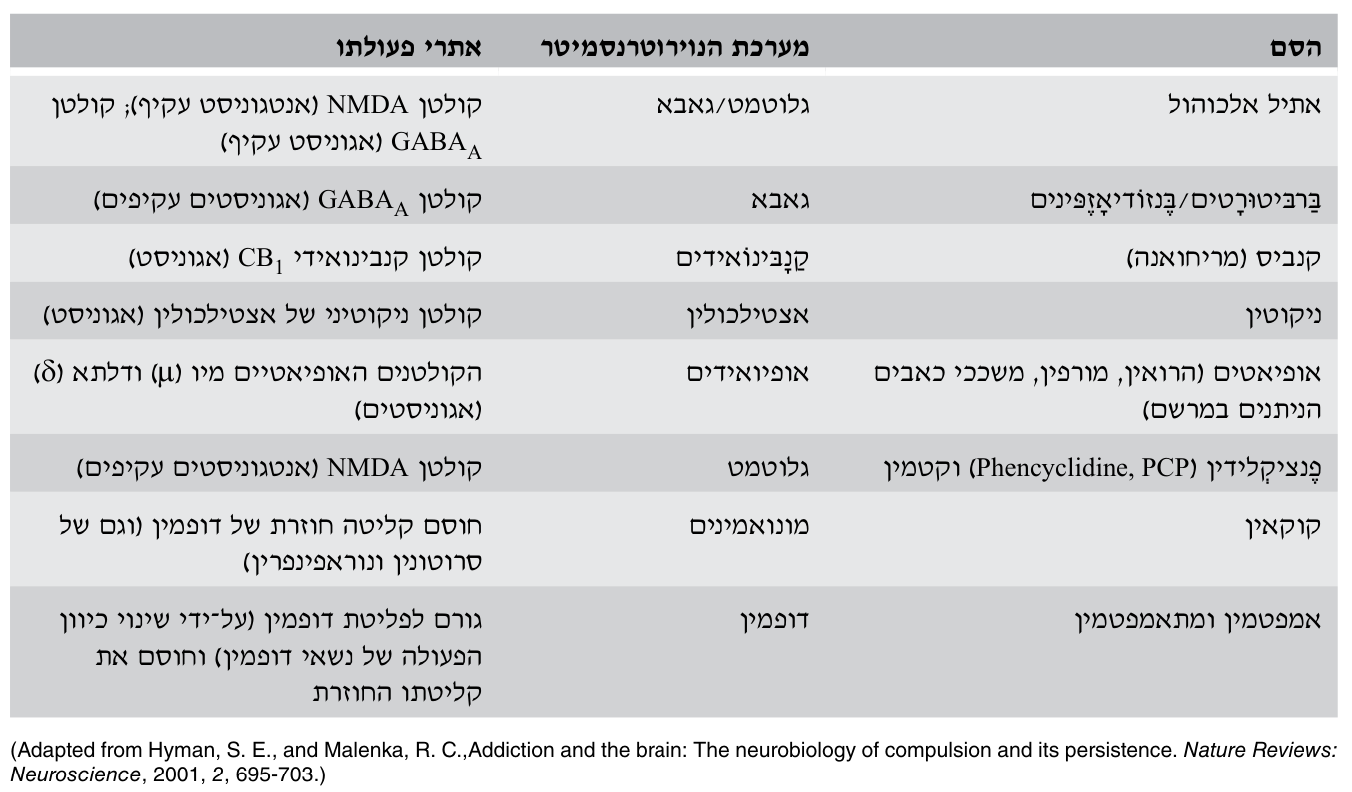 הסם מערכת הנוירוטרנסמיטר אתרי פעולתו
אתיל אלכוהול גלוטמט/גאבא קולטן NMDA (אנטגוניסט עקיף); קולטן
GABAA (אגוניסט עקיף)
בַּרבּיטוּרָטים/בֶּנזוֹדיאָזֶפּינים גאבא קולטן GABAA (אגוניסטים עקיפים)
קנביס (מריחואנה) קַנָבּינוֹאידים קולטן קנבינואידי CB1 (אגוניסט)
ניקוטין אצטילכולין קולטן ניקוטיני של אצטילכולין (אגוניסט)
אופיאטים (הרואין, מורפין, משככי כאבים אופיואידים הקולטנים האופיאטיים מיו (μ) ודלתא (δ)
הניתנים במרשם) (אגוניסטים)
פֶנציקְלידין (Phencyclidine, PCP) וקטמין גלוטמט קולטן NMDA (אנטגוניסטים עקיפים)
קוקאין מונואמינים חוסם קליטה חוזרת של דופמין (וגם של
סרוטונין ונוראפינפרין)
אמפטמין ומתאמפטמין דופמין גורם לפליטת דופמין (על־ידי שינוי כיוון
הפעולה של נשאי דופמין) וחוסם את
קליטתו החוזרת
(Adapted from Hyman, S. E., and Malenka, R. C.,Addiction and the brain: The neurobiology of compulsion and its persistence. Nature Reviews:
Neuroscience, 2001, 2, 695-703.)